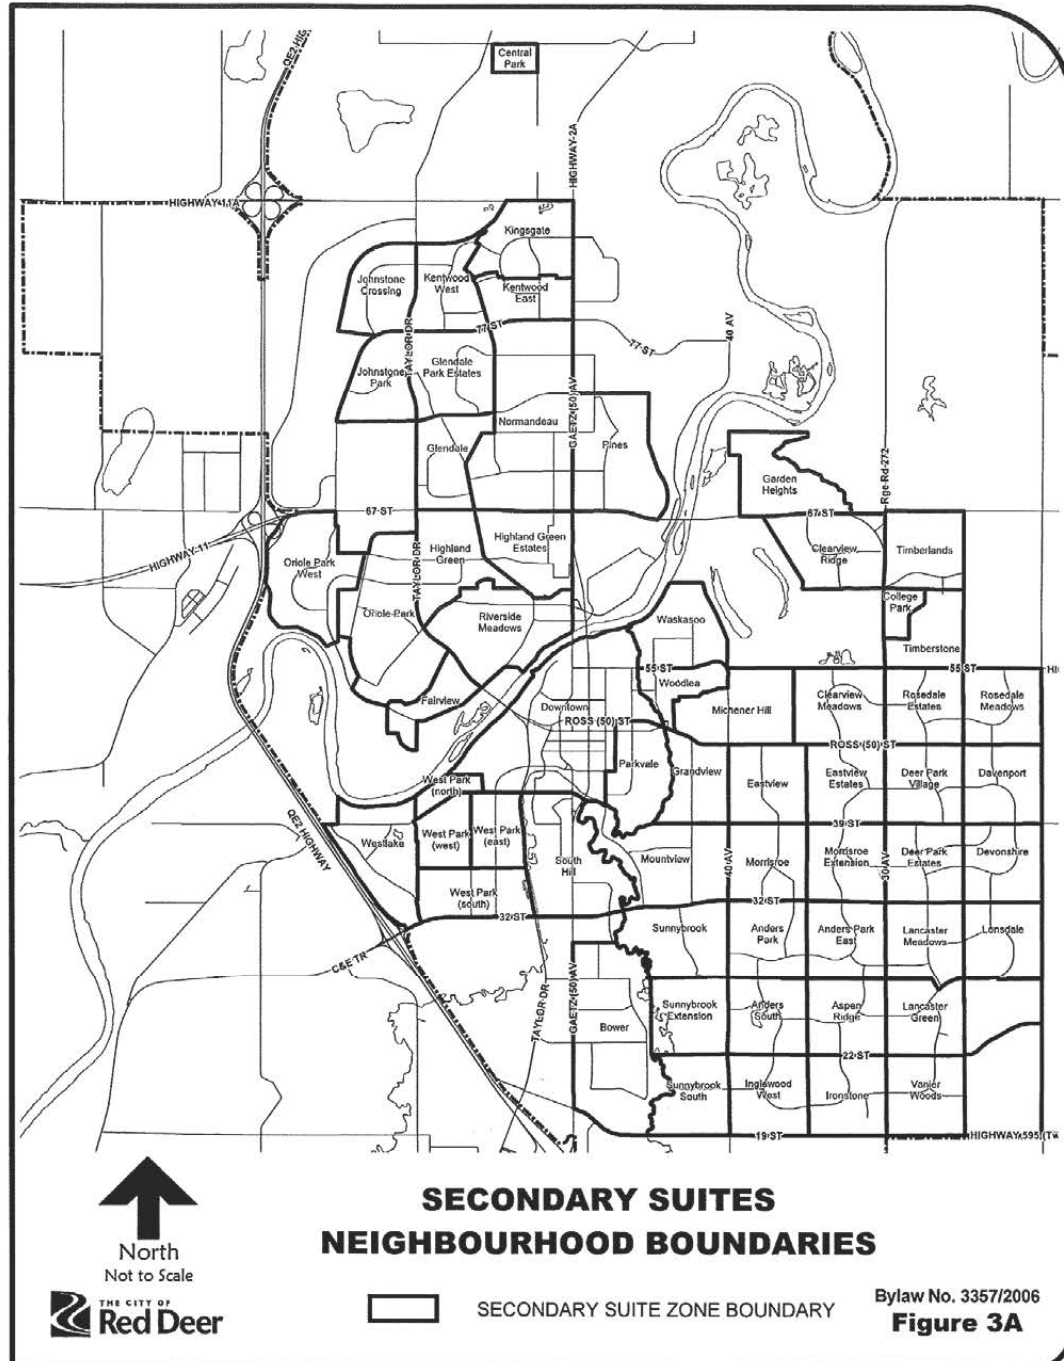 Central
Park
QE2 HIG
HIGHWAY-2A
HIGHWAY 11A
Kingsgate
Johnstone
Crossing
Kentwood
West
Kentwood
East
77 ST
77-ST
40 AV
TAYLOR DR
Johnstone
Park
Glendale
Park Estates
GAETZ (50) AV
Normandeau
Glendale
Pines
Garden
Heights
Rge-Rd-272
67 ST
67 ST
HIGHWAY-11
Oriole Park
West
Highland
Green
Highland Green
Estates
TAYLOR DR
Clearview
Ridge
Timberlands
College
Park
Oriole-Park
Riverside
Meadows
Waskasoo
Timberstone
55 ST
55 ST
HI
Woodlea
Fairview
Downtown
ROSS (50) ST
Michener Hill
Clearview
Meadows
Rosedale
Estates
Rosedale
Meadows
ROSS (50) ST
West Park
(north)
Parkvale
Grandview
Eastview
Eastview
Estates
Deer Park
Village
Davenport
QE2 HIGHWAY
Westlake
West Park
(west)
West Park
(east)
39 ST
South
Hill
Mountview
40 AV
Morrisroe
Morrisroe
Extension
30 AV
Deer Park
Estates
Devonshire
West Park
(south)
32 ST
32 ST
C&E TR
Sunnybrook
Anders
Park
Anders Park
East
Lancaster
Meadows
Lonsdale
TAYLOR DR
GAETZ (50) AV
Bower
Sunnybrook
Extension
Anders
South
Aspen
Ridge
Lancaster
Green
22 ST
Sunnybrook
South
Inglewood
West
Ironstone
Vanier
Woods
19 ST
HIGHWAY 595 (Tw
North
Not to Scale
SECONDARY SUITES
NEIGHBOURHOOD BOUNDARIES
THE CITY OF
Red Deer
SECONDARY SUITE ZONE BOUNDARY
Bylaw No. 3357/2006
Figure 3A